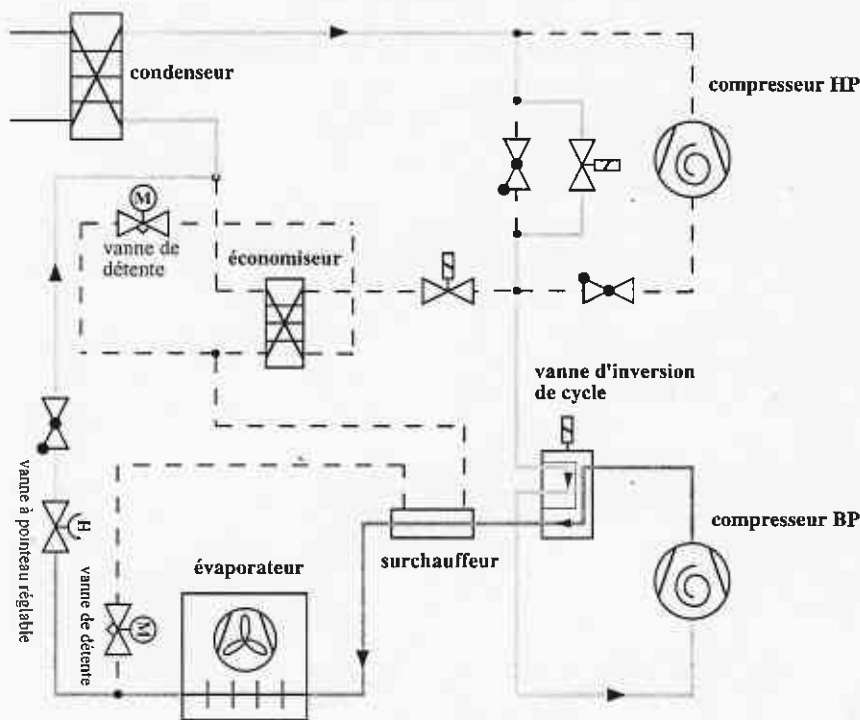 condenseur
compresseur HP
M
vanne de
détente
économiseur
vanne d'inversion
de cycle
vanne à pointeau réglable
H
vanne de détente
M
évaporateur
surchauffeur
compresseur BP